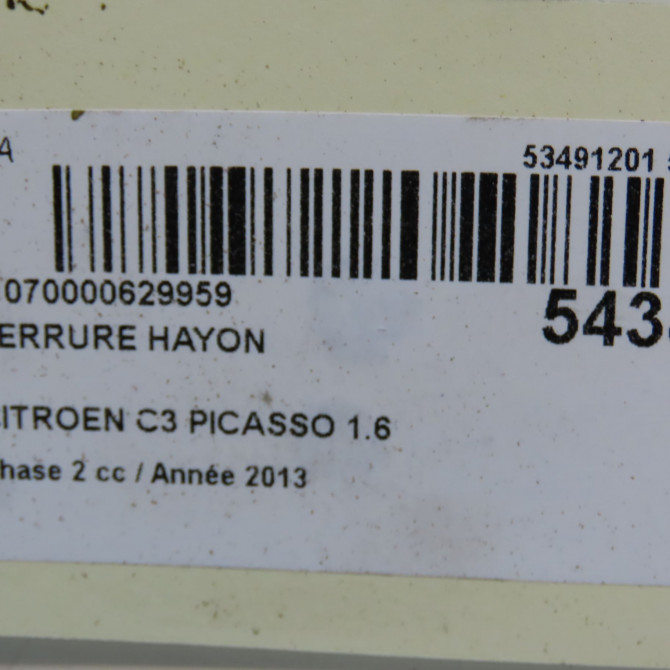 A
53491201
070000629959
543
ERRURE HAYON
ITROEN C3 PICASSO 1.6
hase 2 cc / Année 2013